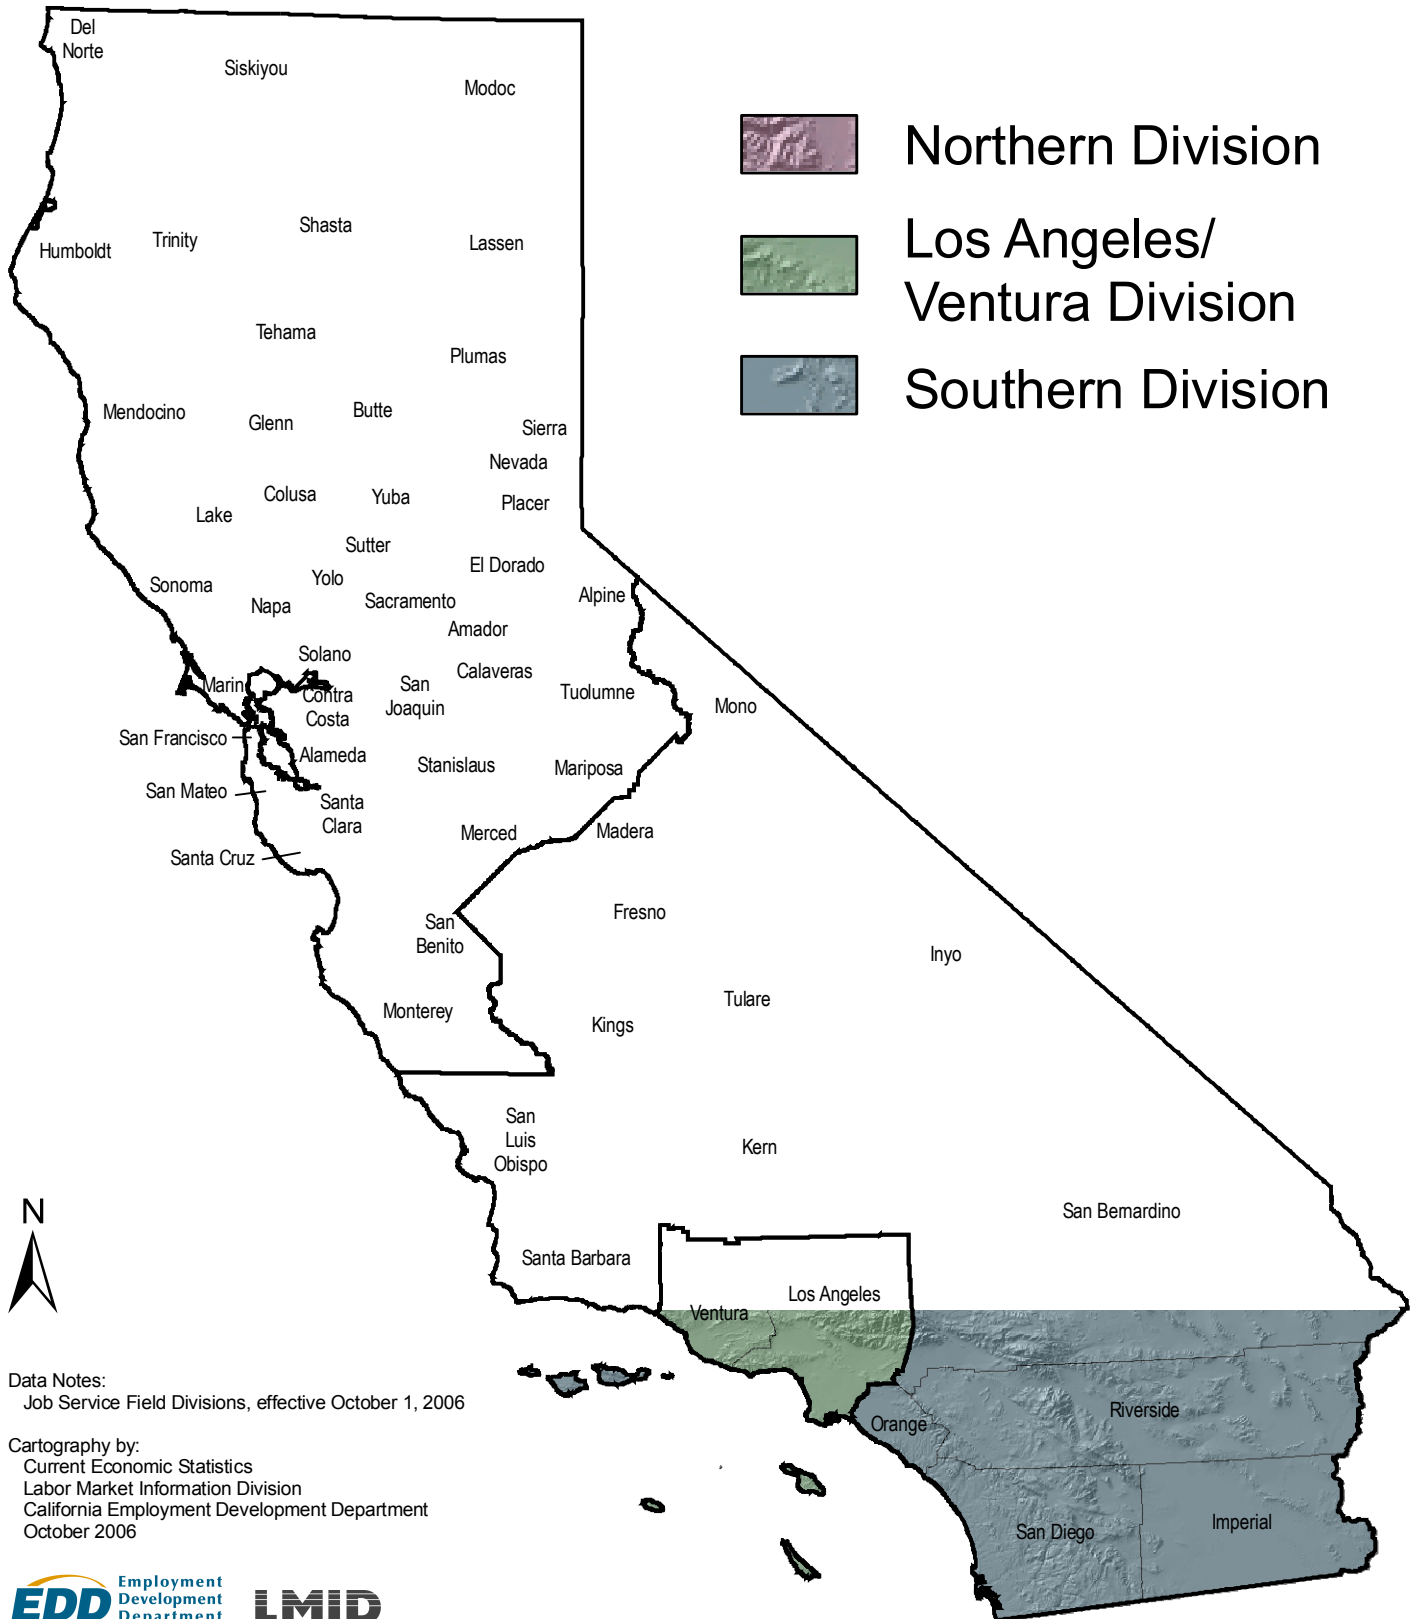 Del
Norte
Siskiyou
Modoc
Northern Division
Los Angeles/
Ventura Division
Southern Division
Humboldt
Trinity
Shasta
Lassen
Tehama
Plumas
Mendocino
Glenn
Butte
Sierra
Nevada
Colusa
Yuba
Placer
Lake
Sutter
El Dorado
Sonoma
Yolo
Napa
Sacramento
Alpine
Amador
Solano
Calaveras
Marin
Contra
Costa
San
Joaquin
Tuolumne
Mono
San Francisco
Alameda
Stanislaus
Mariposa
San Mateo
Santa
Clara
Merced
Madera
Santa Cruz
San
Benito
Fresno
Inyo
Monterey
Kings
Tulare
San
Luis
Obispo
Kern
San Bernardino
N
Santa Barbara
Los Angeles
Ventura
Orange
Riverside
San Diego
Imperial
Data Notes:
Job Service Field Divisions, effective October 1, 2006
Cartography by:
Current Economic Statistics
Labor Market Information Division
California Employment Development Department
October 2006
EDD
Employment
Development
Department
LMID